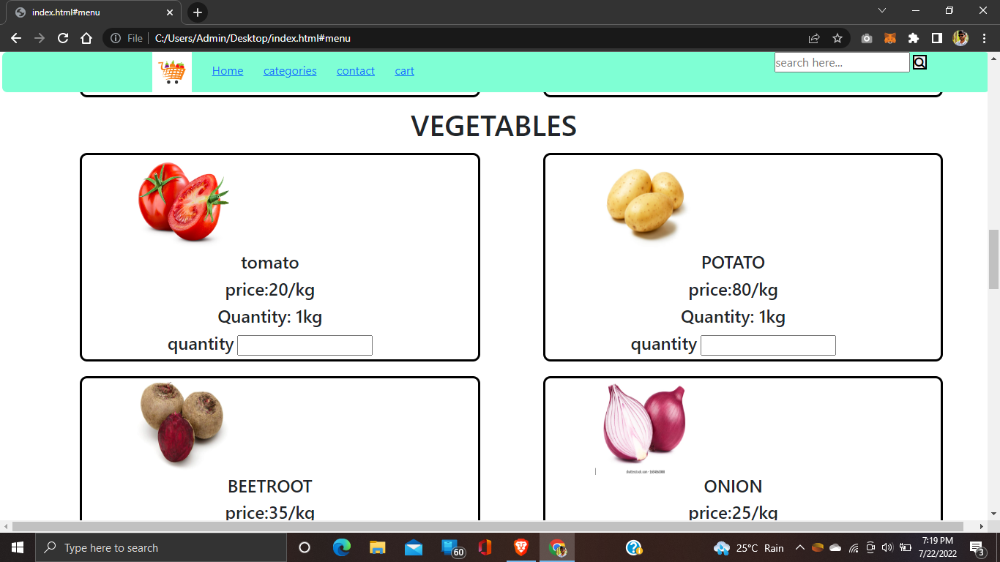 index.html#menu
File C:/Users/Admin/Desktop/index.html#menu
Home categories contact cart search here...
VEGETABLES
tomato
price:20/kg
Quantity: 1kg
quantity
POTATO
price:80/kg
Quantity: 1kg
quantity
BEETROOT
price:35/kg
ONION
price:25/kg
Type here to search
60
25°C Rain
7:19 PM
7/22/2022
3